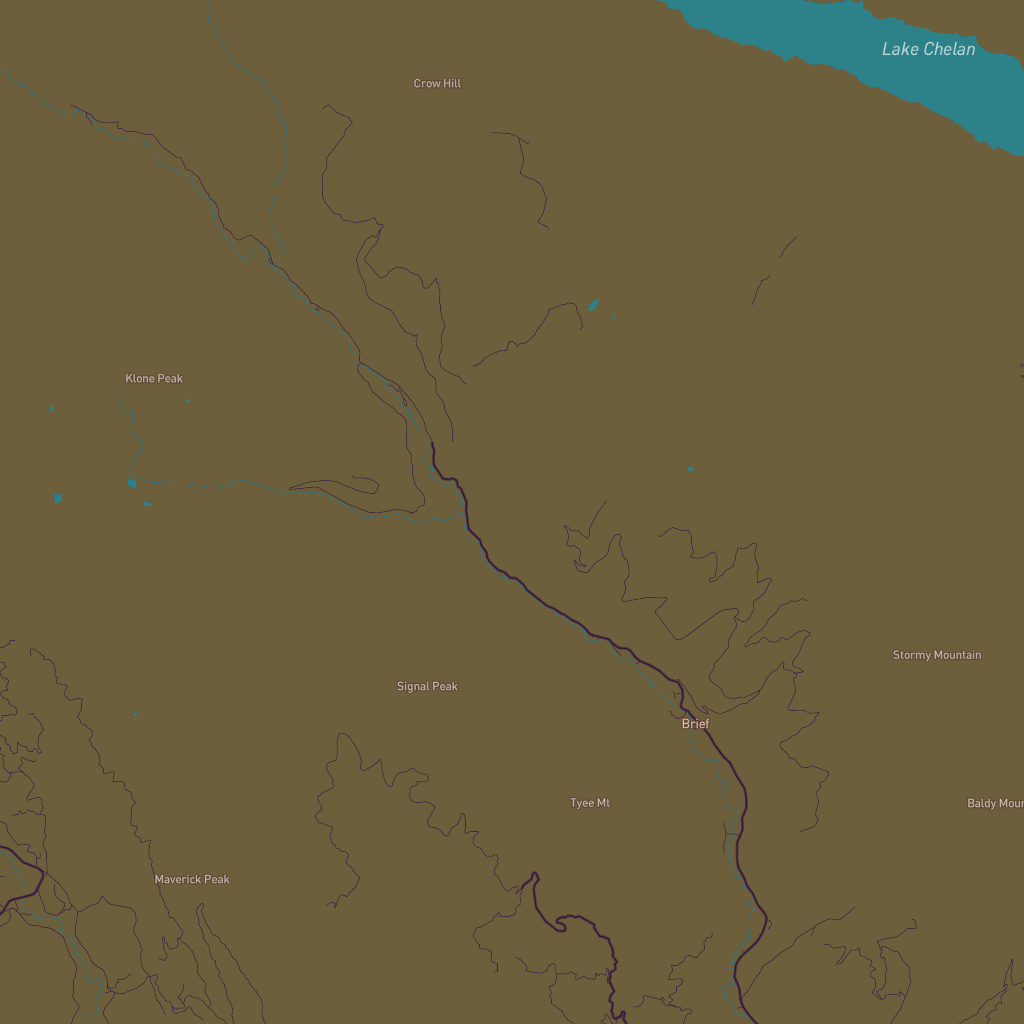 Lake Chelan
Crow Hill
Klone Peak
Stormy Mountain
Signal Peak
Brief
Tyee Mt
Baldy Moun
Maverick Peak